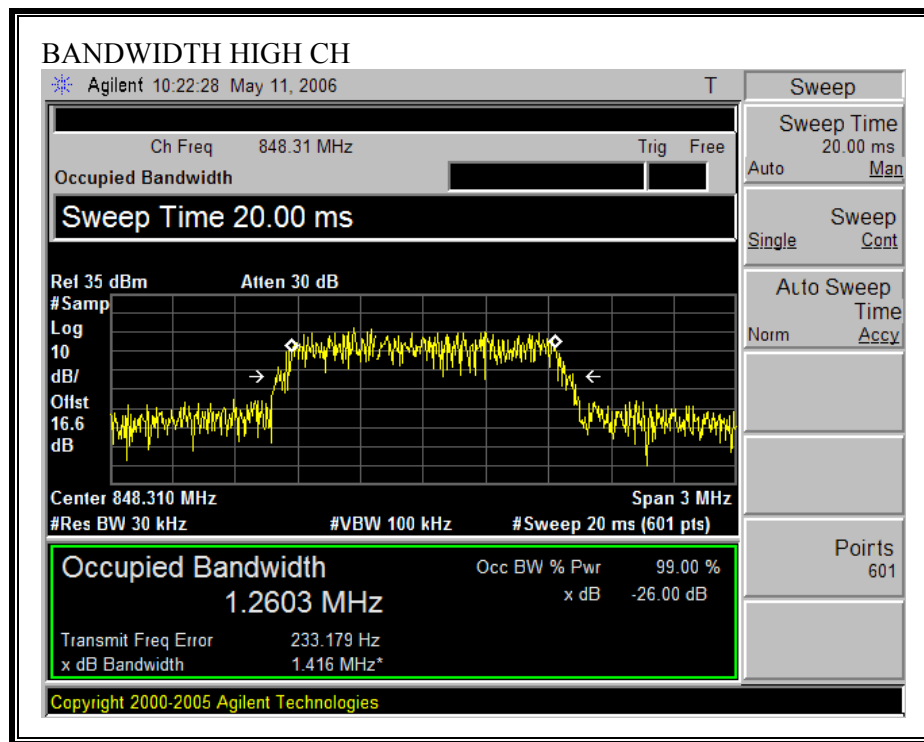 BANDWIDTH HIGH CH
Agilent 10:22:28 May 11, 2006 T
Sweep
Ch Freq 848.31 MHz Trig Free
Occupied Bandwidth
Sweep Time 20.00 ms
Sweep Time
20.00 ms
Auto Man
Sweep
Single Cont
Auto Sweep
Time
Norm Accy
Points
601
Ref 35 dBm Atten 30 dB
#Samp
Log
10
dB/
Offst
16.6
dB
Center 848.310 MHz Span 3 MHz
#Res BW 30 kHz #VBW 100 kHz #Sweep 20 ms (601 pts)
Occupied Bandwidth
1.2603 MHz
Occ BW % Pwr 99.00 %
x dB -26.00 dB
Transmit Freq Error 233.179 Hz
x dB Bandwidth 1.416 MHz*
Copyright 2000-2005 Agilent Technologies